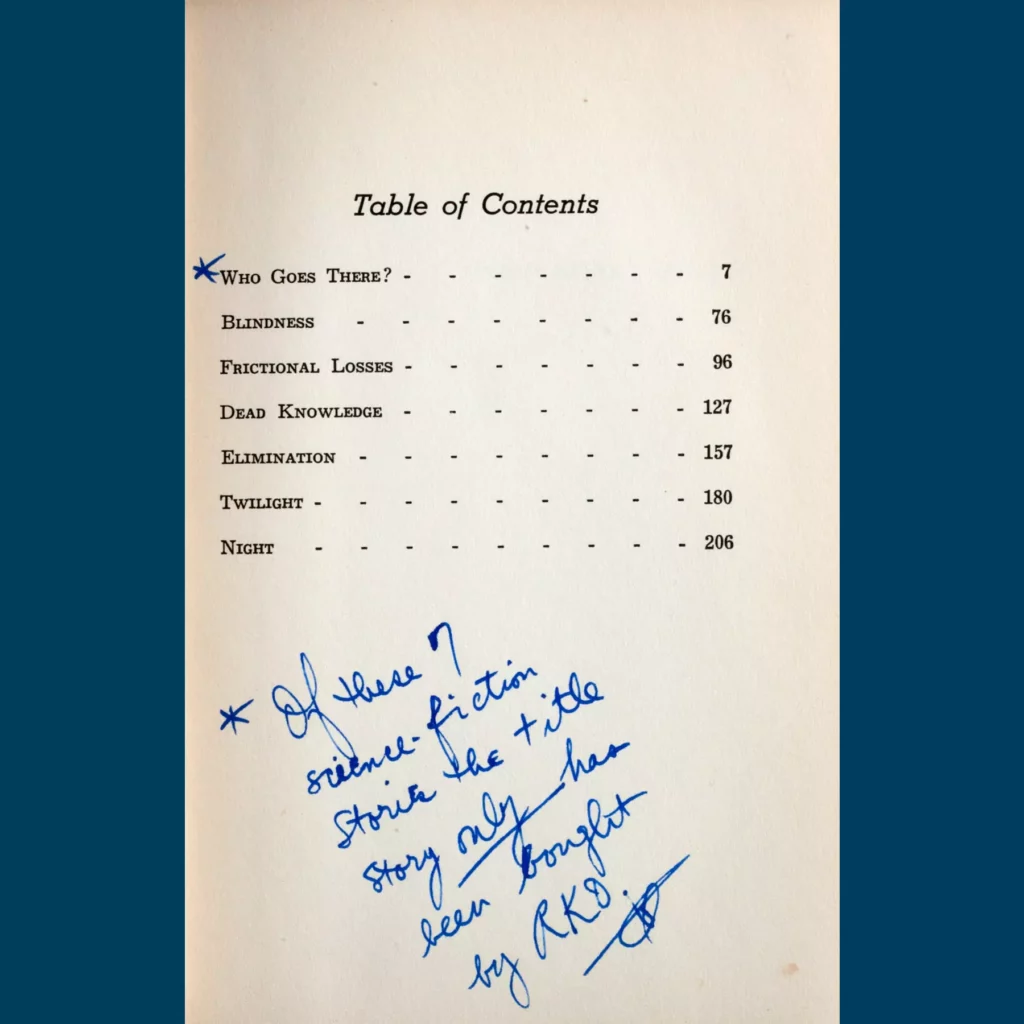 Table of Contents
* Who Goes There? - - - - - - - 7
Blindness - - - - - - - - 76
Frictional Losses - - - - - - - 96
Dead Knowledge - - - - - - - 127
Elimination - - - - - - - - 157
Twilight - - - - - - - - - 180
Night - - - - - - - - - 206
* Of these 7
science-fiction
stories the title
story only has
been bought
by RKO.